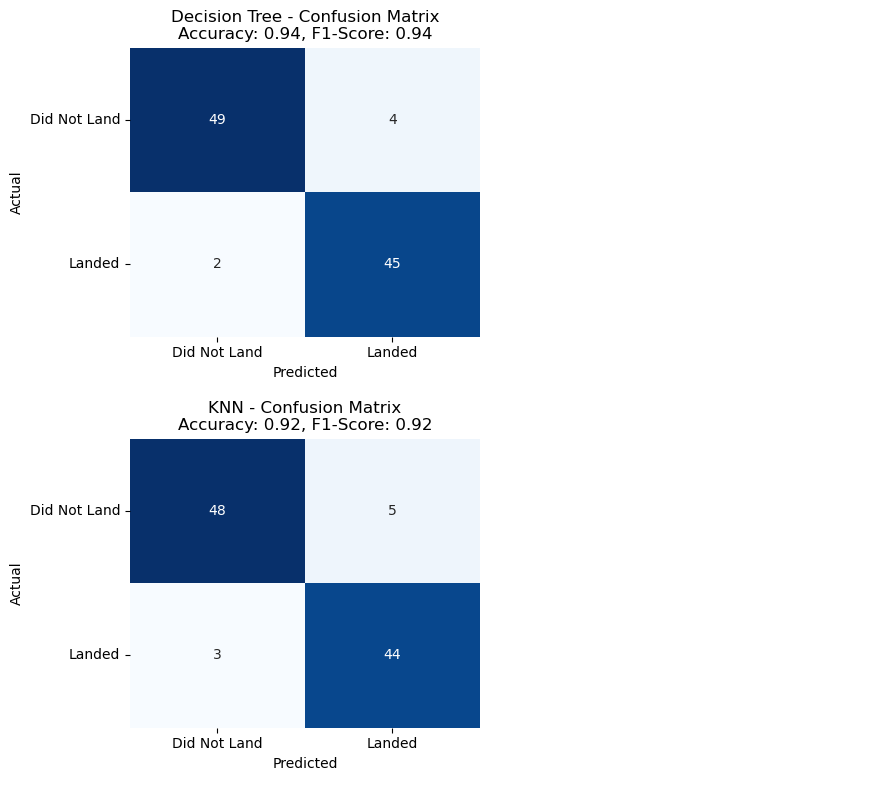 Decision Tree - Confusion Matrix
Accuracy: 0.94, F1-Score: 0.94
Did Not Land
49
4
Actual
Landed
2
45
Did Not Land
Landed
Predicted
KNN - Confusion Matrix
Accuracy: 0.92, F1-Score: 0.92
Did Not Land
48
5
Actual
Landed
3
44
Did Not Land
Landed
Predicted